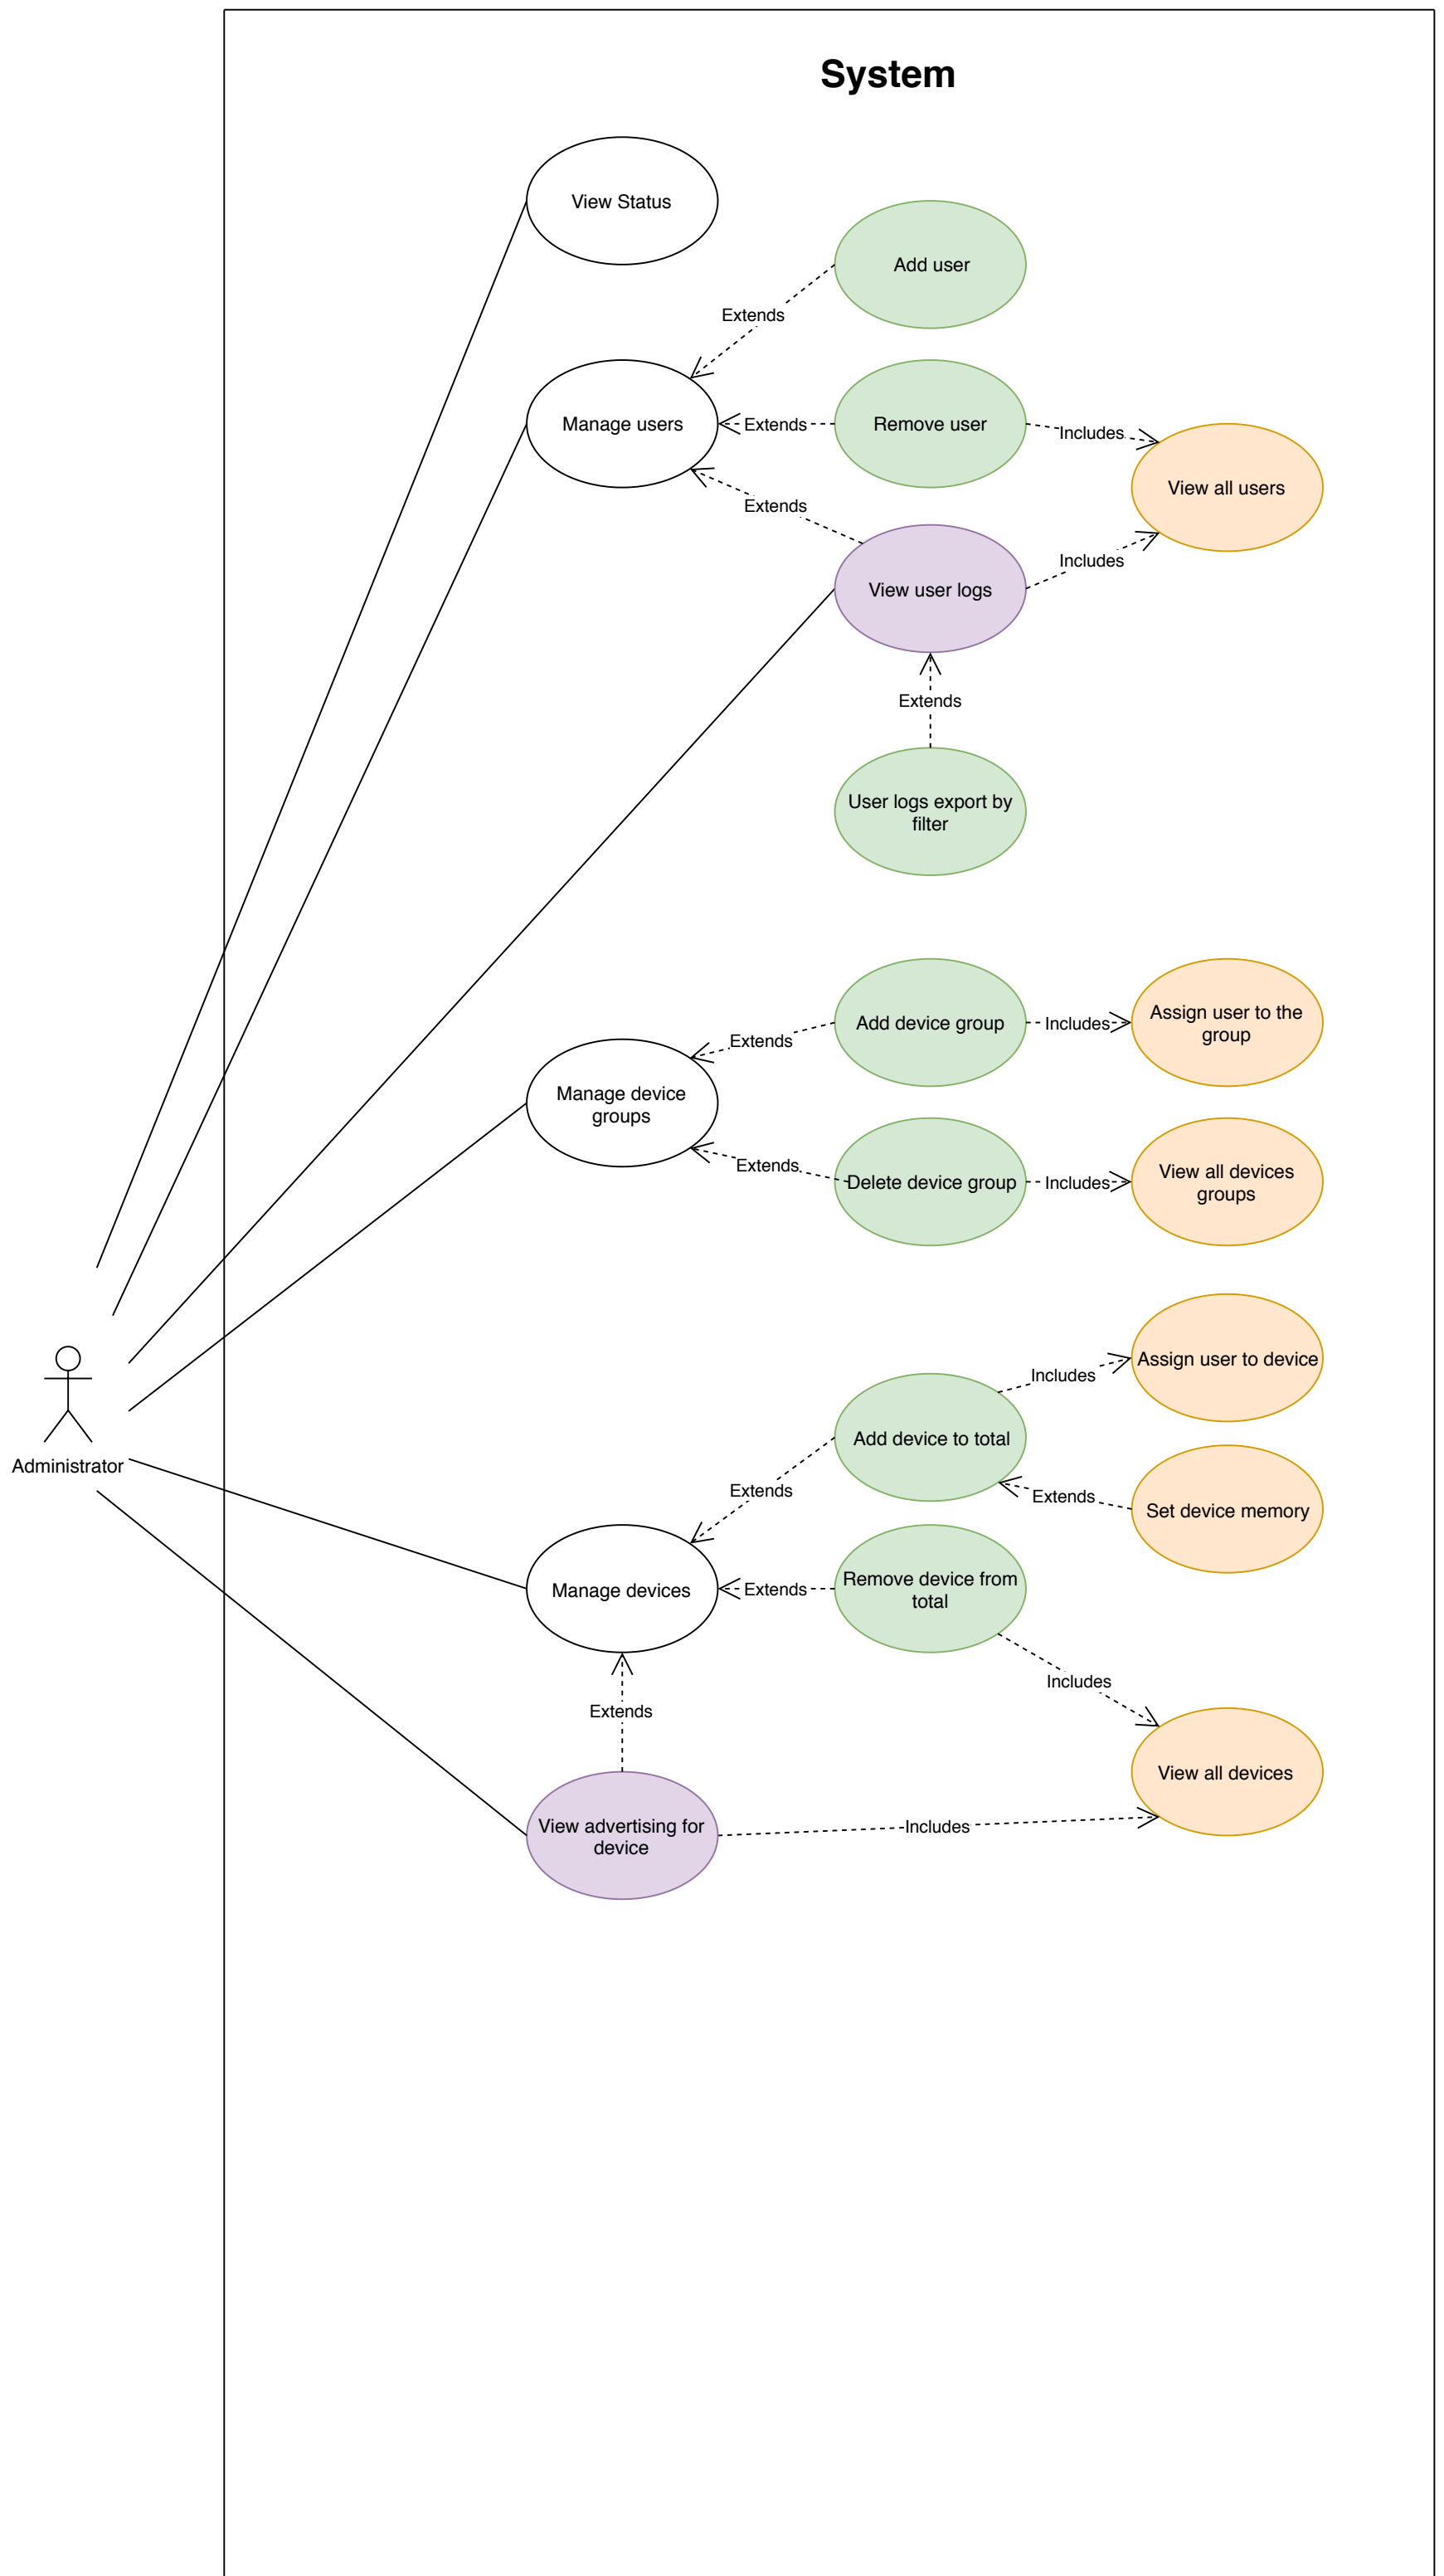 System
View Status
Add user
Extends
Manage users
Extends
Remove user
Includes
View all users
Extends
View user logs
Includes
Extends
User logs export by
filter
Add device group
Includes
Assign user to the
group
Extends
Manage device
groups
Extends
Delete device group
Includes
View all devices
groups
Assign user to device
Includes
Add device to total
Administrator
Extends
Extends
Set device memory
Manage devices
Extends
Remove device from
total
Includes
Extends
View all devices
View advertising for
device
Includes